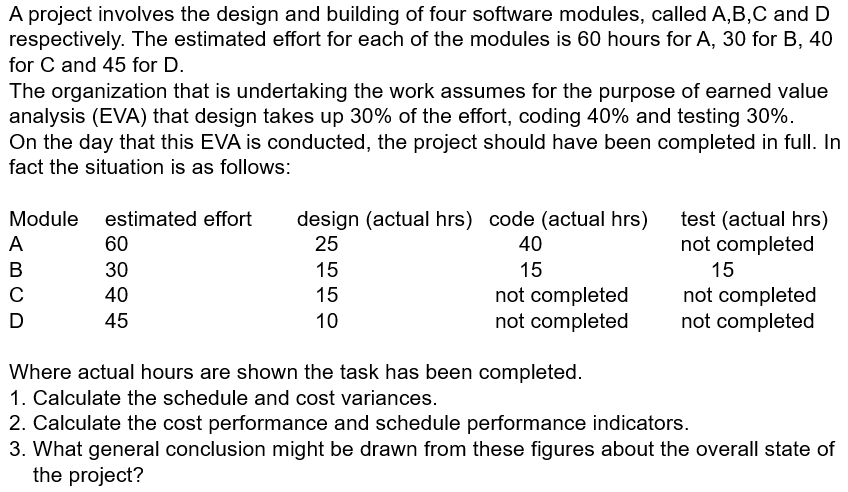 A project involves the design and building of four software modules, called A,B,C and D
respectively. The estimated effort for each of the modules is 60 hours for A, 30 for B, 40
for C and 45 for D.
The organization that is undertaking the work assumes for the purpose of earned value
analysis (EVA) that design takes up 30% of the effort, coding 40% and testing 30%.
On the day that this EVA is conducted, the project should have been completed in full. In
fact the situation is as follows:
Module estimated effort design (actual hrs) code (actual hrs) test (actual hrs)
A 60 25 40 not completed
B 30 15 15 15
C 40 15 not completed not completed
D 45 10 not completed not completed
Where actual hours are shown the task has been completed.
1. Calculate the schedule and cost variances.
2. Calculate the cost performance and schedule performance indicators.
3. What general conclusion might be drawn from these figures about the overall state of
the project?